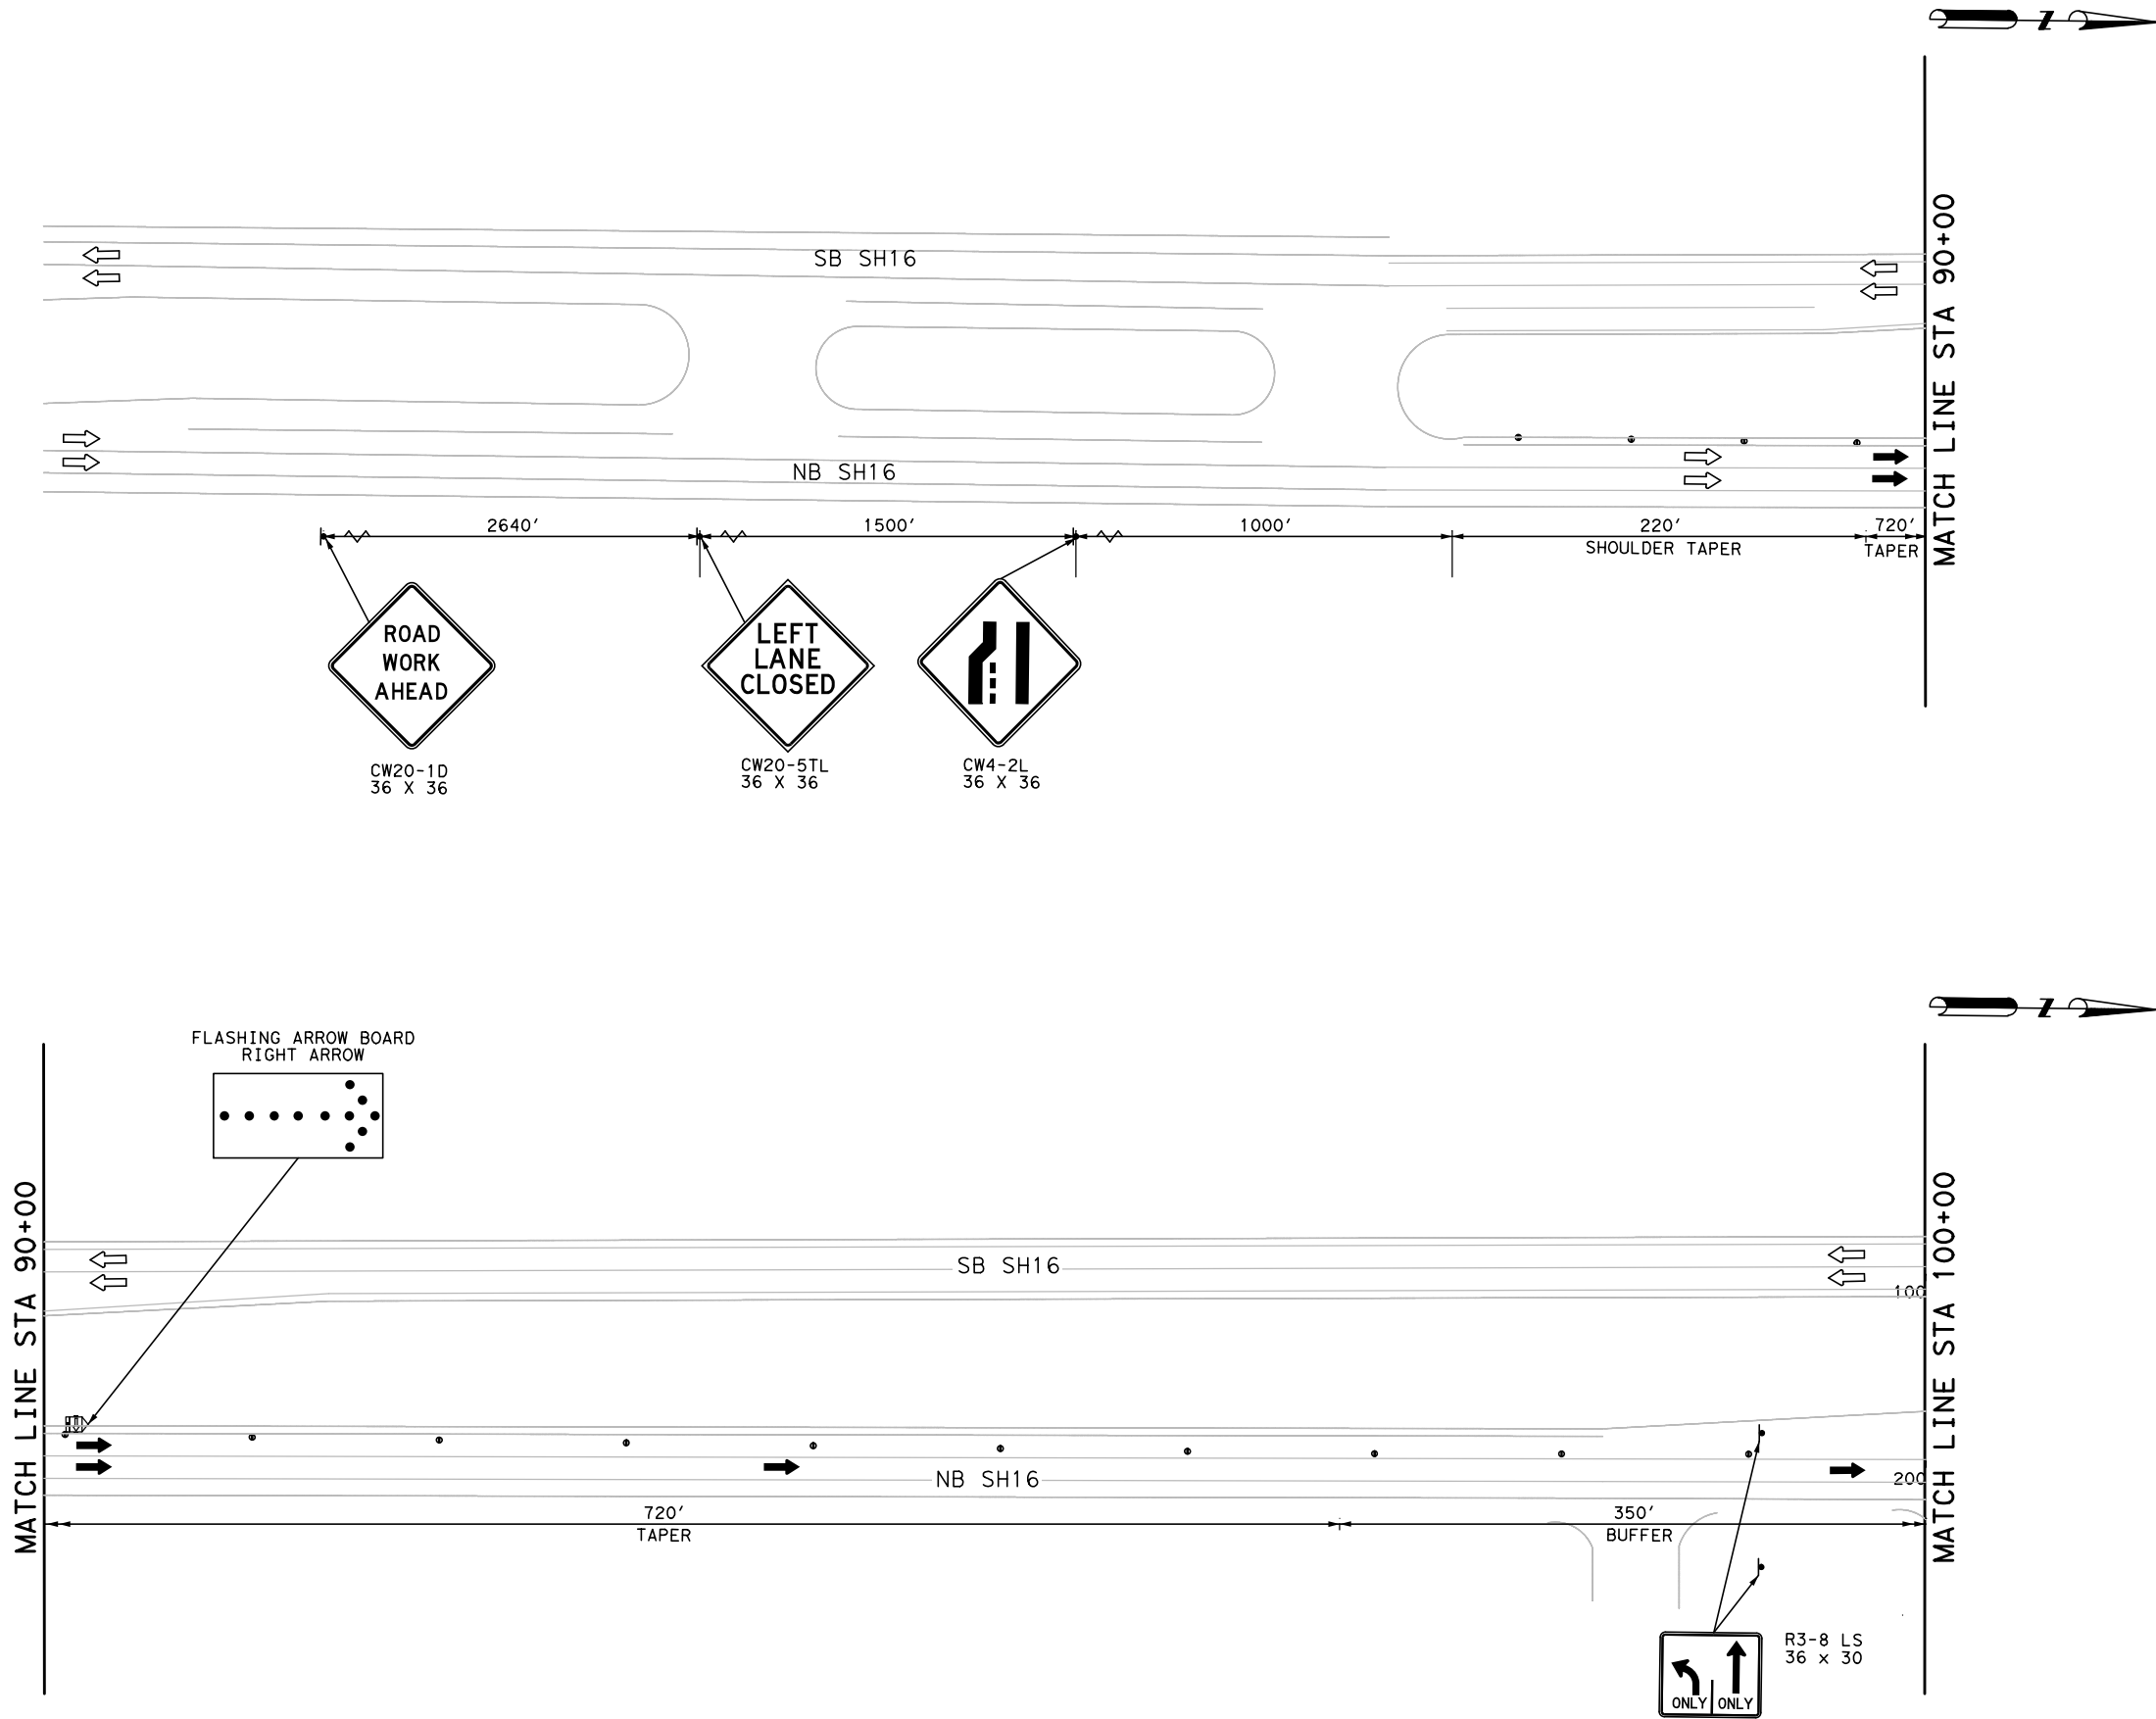 Z
MATCH LINE STA 90+00
SB SH16
NB SH16
2640'
1500'
1000'
220'
SHOULDER TAPER
720'
TAPER
ROAD
WORK
AHEAD
CW20-1D
36 X 36
LEFT
LANE
CLOSED
CW20-5TL
36 X 36
CW4-2L
36 X 36
Z
FLASHING ARROW BOARD
RIGHT ARROW
MATCH LINE STA 90+00
MATCH LINE STA 100+00
SB SH16
100
NB SH16
200
720'
TAPER
350'
BUFFER
ONLY ONLY
R3-8 LS
36 x 30